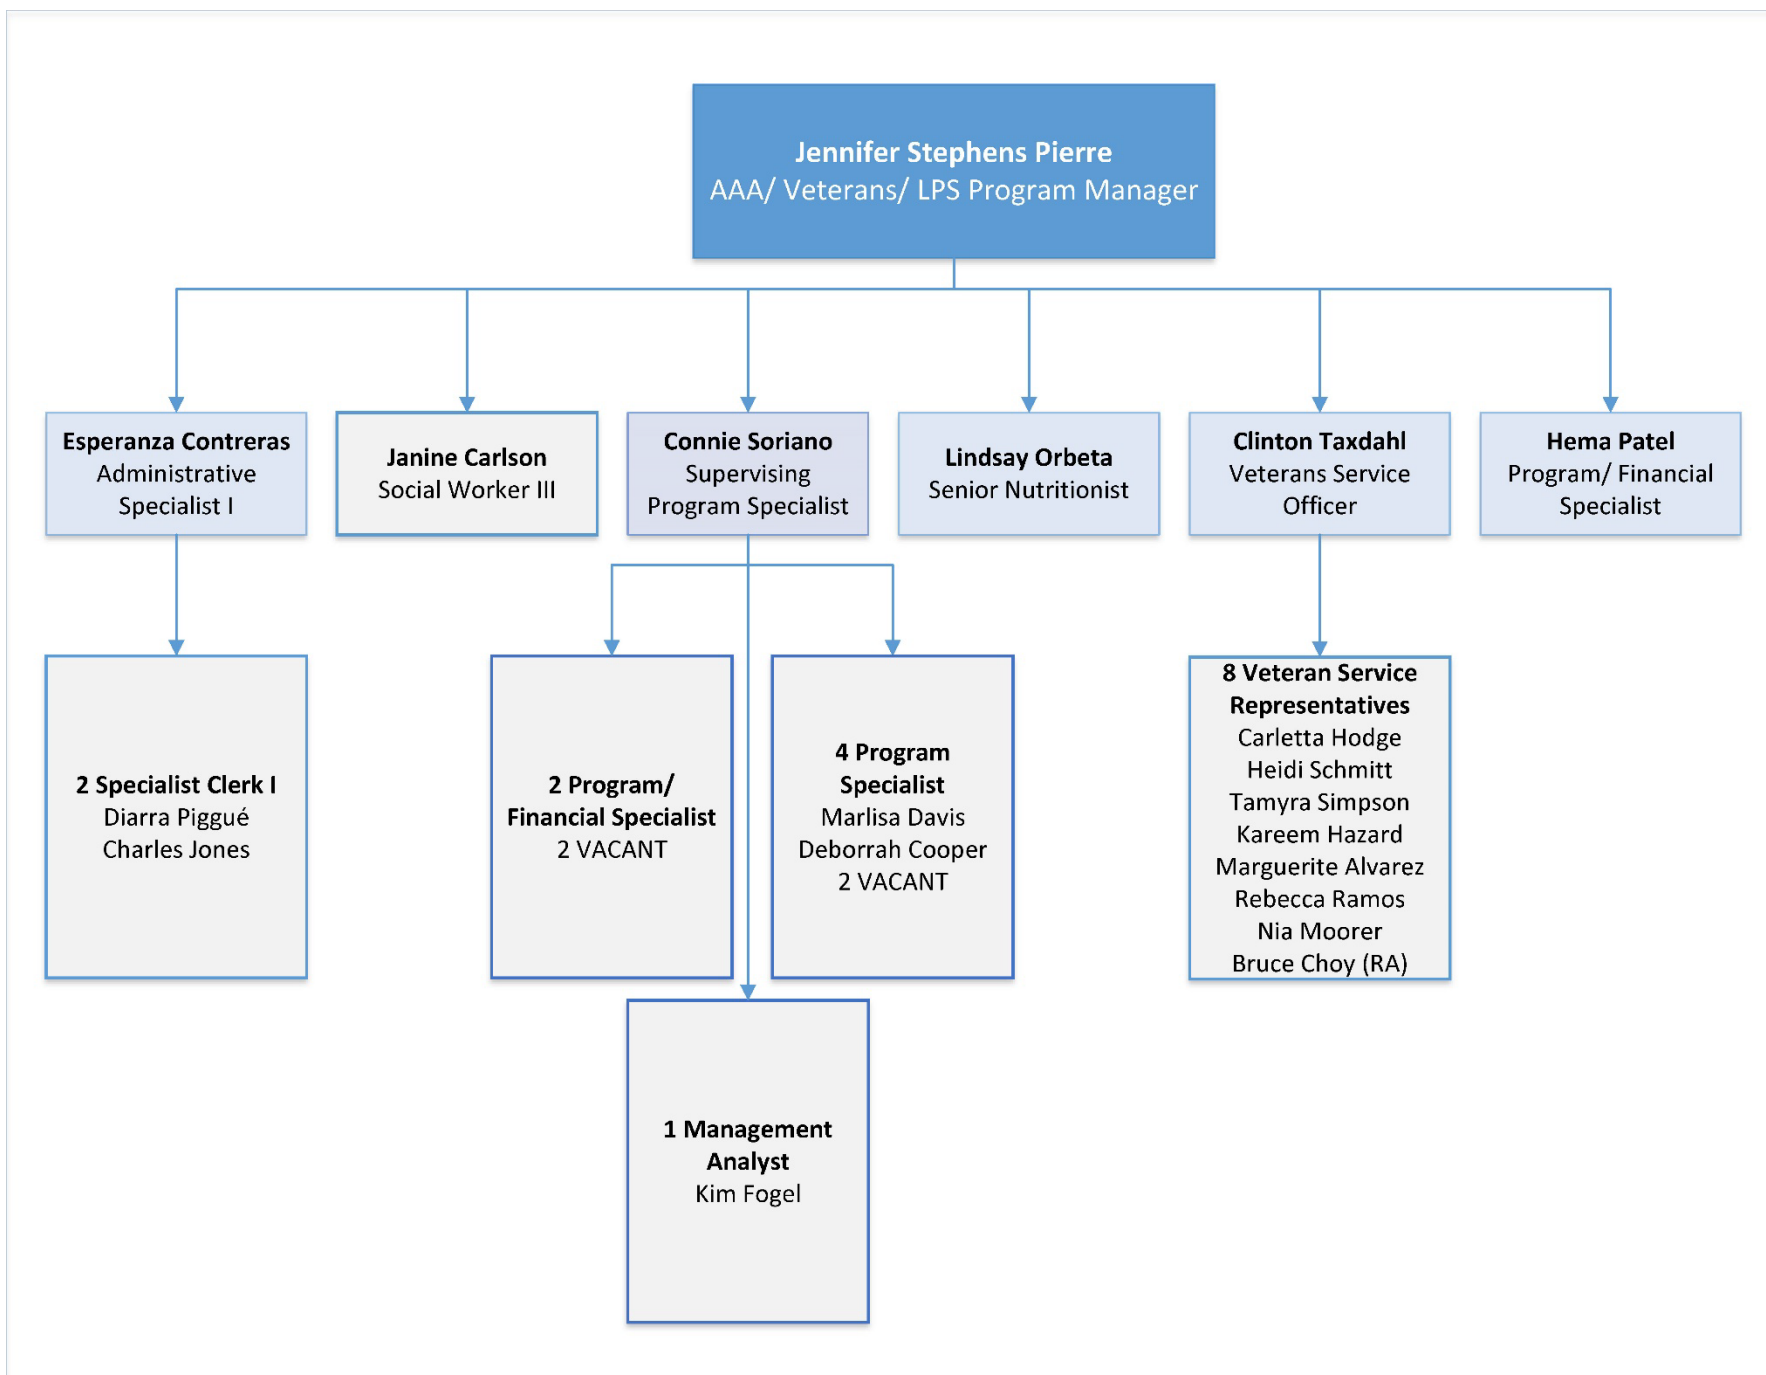 Jennifer Stephens Pierre
AAA/ Veterans/ LPS Program Manager
Esperanza Contreras
Administrative
Specialist I
Janine Carlson
Social Worker III
Connie Soriano
Supervising
Program Specialist
Lindsay Orbeta
Senior Nutritionist
Clinton Taxdahl
Veterans Service
Officer
Hema Patel
Program/ Financial
Specialist
2 Specialist Clerk I
Diarra Piggué
Charles Jones
2 Program/
Financial Specialist
2 VACANT
4 Program
Specialist
Marlisa Davis
Deborrah Cooper
2 VACANT
8 Veteran Service
Representatives
Carletta Hodge
Heidi Schmitt
Tamyra Simpson
Kareem Hazard
Marguerite Alvarez
Rebecca Ramos
Nia Moorer
Bruce Choy (RA)
1 Management
Analyst
Kim Fogel